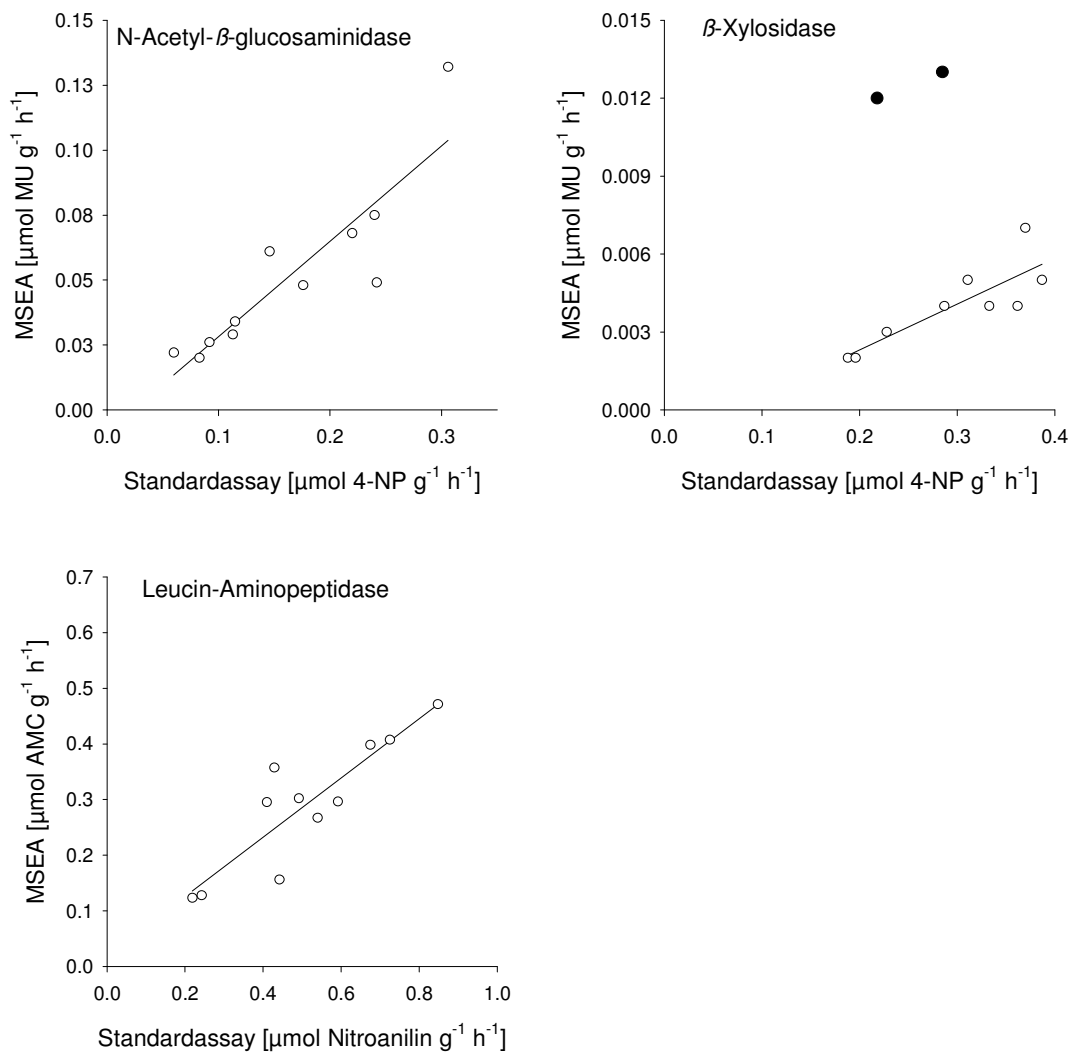 N-Acetyl-ß-glucosaminidase
MSEA [µmol MU g⁻¹ h⁻¹]
0.15
0.13
0.10
0.08
0.05
0.03
0.00
0.0 0.1 0.2 0.3
Standardassay [µmol 4-NP g⁻¹ h⁻¹]
ß-Xylosidase
MSEA [µmol MU g⁻¹ h⁻¹]
0.015
0.012
0.009
0.006
0.003
0.000
0.0 0.1 0.2 0.3 0.4
Standardassay [µmol 4-NP g⁻¹ h⁻¹]
Leucin-Aminopeptidase
MSEA [µmol AMC g⁻¹ h⁻¹]
0.7
0.6
0.5
0.4
0.3
0.2
0.1
0.0
0.0 0.2 0.4 0.6 0.8 1.0
Standardassay [µmol Nitroanilin g⁻¹ h⁻¹]